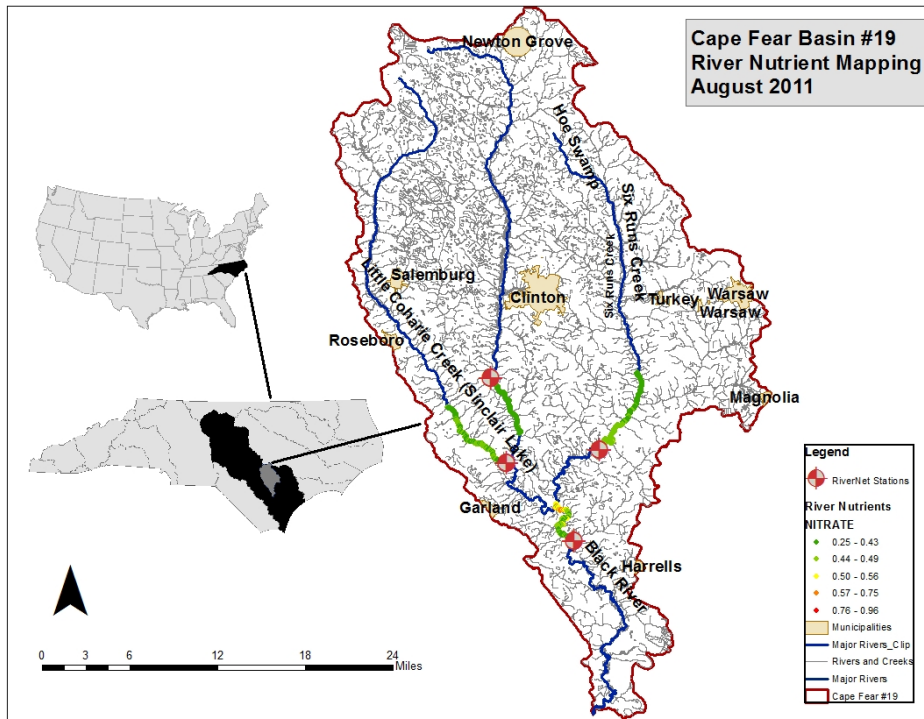 Cape Fear Basin #19
River Nutrient Mapping
August 2011
Newton Grove
Hoe Swamp
Six Runs Creek
Six Runs Creek
Salemburg
Clinton
Turkey
Warsaw
Warsaw
Roseboro
Little Coharie Creek (Sinclair Lake)
Magnolia
Garland
Black River
Harrells
Legend
RiverNet Stations
River Nutrients
NITRATE
0.25 - 0.43
0.44 - 0.49
0.50 - 0.56
0.57 - 0.75
0.76 - 0.96
Municipalities
Major Rivers_Clip
Rivers and Creeks
Major Rivers
Cape Fear #19
0 3 6 12 18 24
Miles